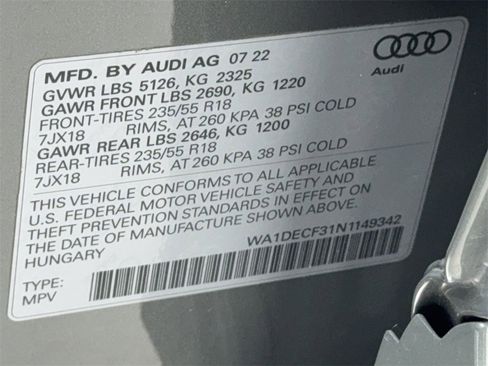 MFD. BY AUDI AG 07 22
GVWR LBS 5126, KG 2325
GAWR FRONT LBS 2690, KG 1220
FRONT-TIRES 235/55 R18
7JX18 RIMS, AT 260 KPA 38 PSI COLD
GAWR REAR LBS 2646, KG 1200
REAR-TIRES 235/55 R18
7JX18 RIMS, AT 260 KPA 38 PSI COLD
THIS VEHICLE CONFORMS TO ALL APPLICABLE
U.S. FEDERAL MOTOR VEHICLE SAFETY AND
THEFT PREVENTION STANDARDS IN EFFECT ON
THE DATE OF MANUFACTURE SHOWN ABOVE.
HUNGARY
WA1DECF31N1149342
TYPE:
MPV
Audi